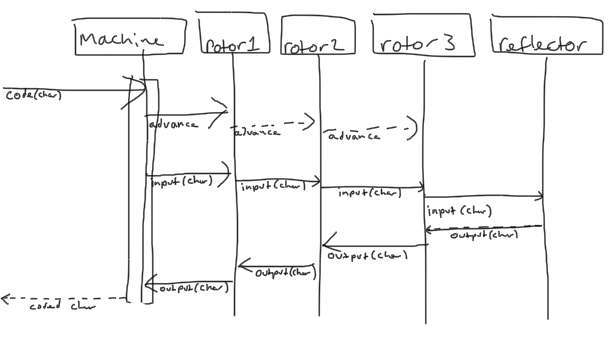 Machine
rotor1
rotor2
rotor3
reflector
code(char)
advance
advance
advance
input(char)
input(char)
input(char)
input(char)
output(char)
output(char)
output(char)
output(char)
coded char